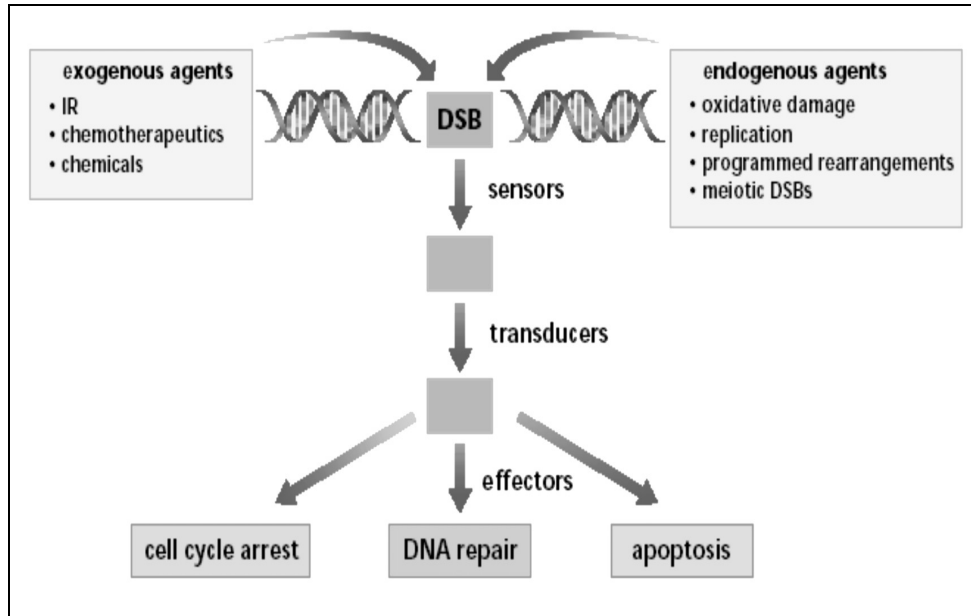 exogenous agents
• IR
• chemotherapeutics
• chemicals
DSB
endogenous agents
• oxidative damage
• replication
• programmed rearrangements
• meiotic DSBs
sensors
transducers
effectors
cell cycle arrest
DNA repair
apoptosis